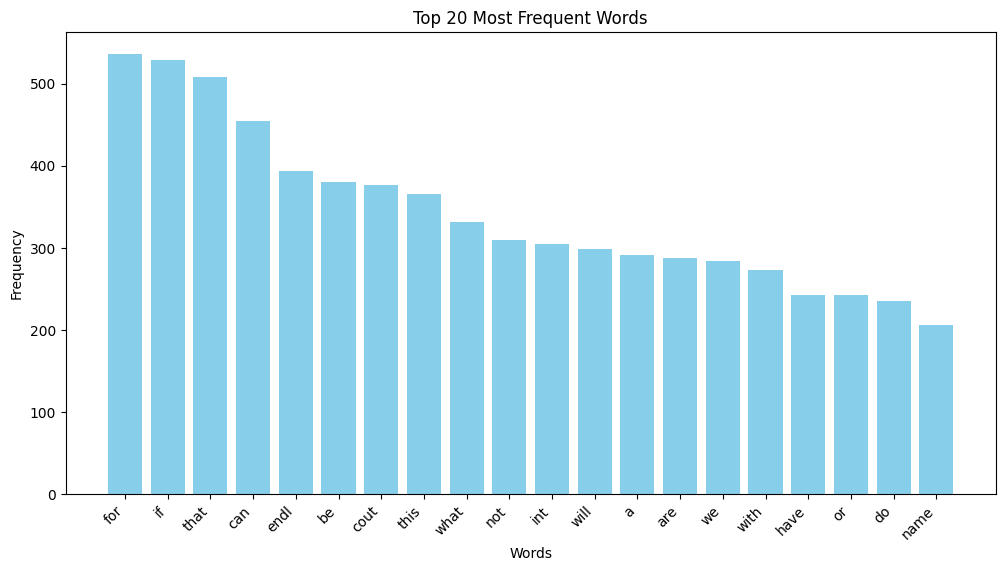 Top 20 Most Frequent Words
500
400
300
200
100
0
Frequency
for if that can endl be cout this what not int will a are we with have or do name
Words